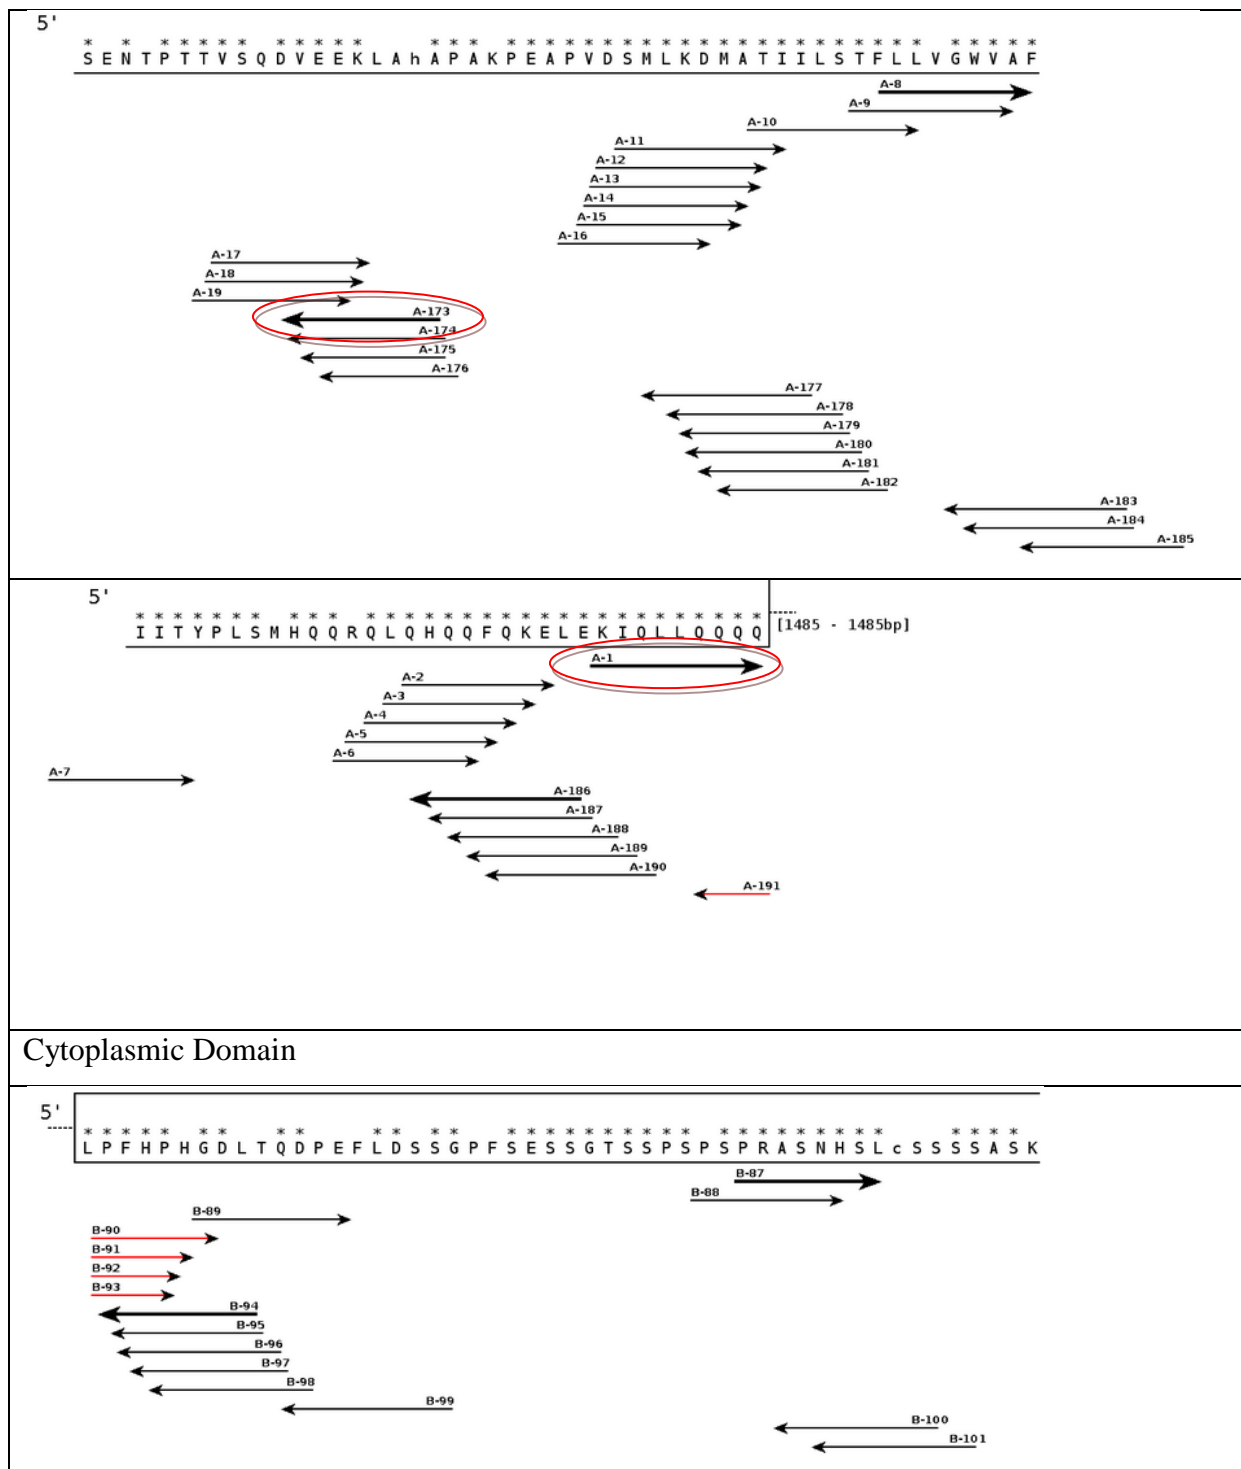 5'
* * * * * * * * * * * * * * * * * * * * * * * * * * * * * * * * * * * * * * * * * *
S E N T P T T V S Q D V E E K L A h A P A K P E A P V D S M L K D M A T I I L S T F L L V G W V A F
A-8
A-9
A-10
A-11
A-12
A-13
A-14
A-15
A-16
A-17
A-18
A-19
A-173
A-174
A-175
A-176
A-177
A-178
A-179
A-180
A-181
A-182
A-183
A-184
A-185
5'
* * * * * * * * * * * * * * * * * * * * * * * * * * * * * * *
I I T Y P L S M H Q Q R Q L Q H Q Q F Q K E L E K I Q L L Q Q Q Q
[1485 - 1485bp]
A-1
A-2
A-3
A-4
A-5
A-6
A-7
A-186
A-187
A-188
A-189
A-190
A-191
Cytoplasmic Domain
5'
* * * * * * * * * * * * * * * * * * * * * * * * * * * * * * * * * * * *
L P F H P H G D L T Q D P E F L D S S G P F S E S S G T S S P S P S P R A S N H S L c S S S S A S K
B-87
B-88
B-89
B-90
B-91
B-92
B-93
B-94
B-95
B-96
B-97
B-98
B-99
B-100
B-101